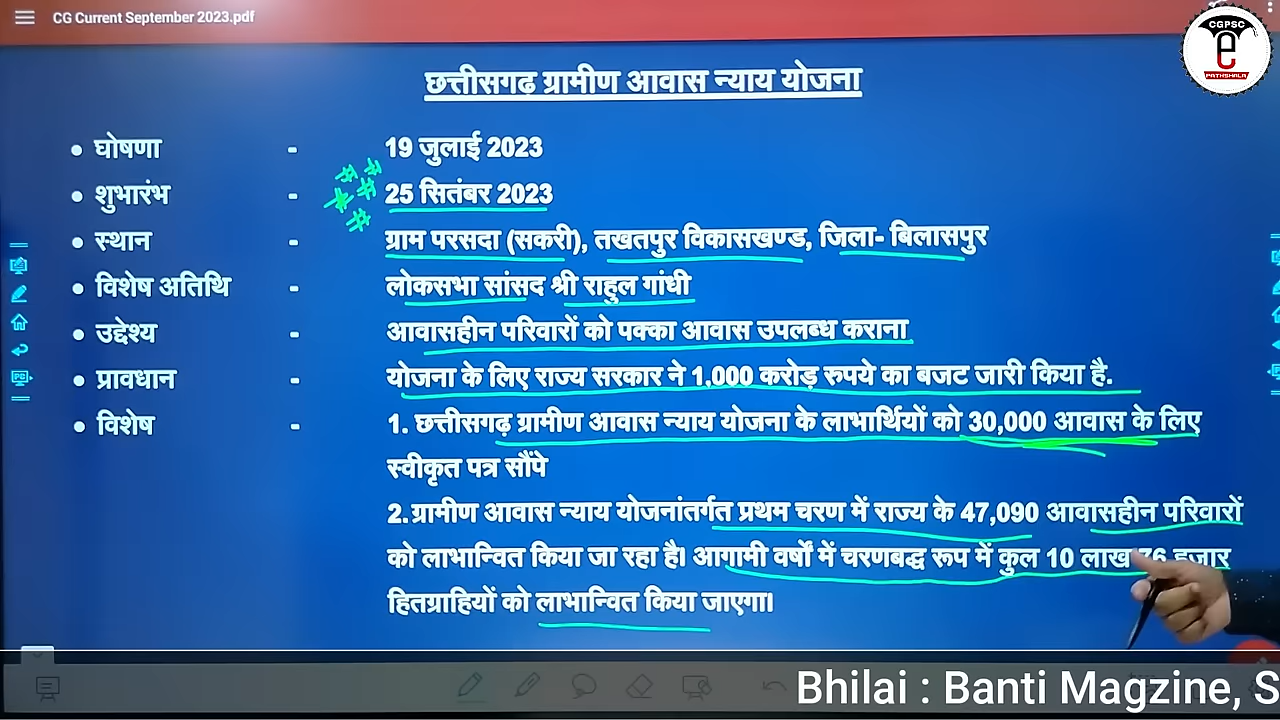 CG Current September 2023.pdf
CGPSC
e
PATHSHALA
छत्तीसगढ ग्रामीण आवास न्याय योजना
• घोषणा - 19 जुलाई 2023
• शुभारंभ - 25 सितंबर 2023
• स्थान - ग्राम परसदा (सकरी), तखतपुर विकासखण्ड, जिला- बिलासपुर
• विशेष अतिथि - लोकसभा सांसद श्री राहुल गांधी
• उद्देश्य - आवासहीन परिवारों को पक्का आवास उपलब्ध कराना
• प्रावधान - योजना के लिए राज्य सरकार ने 1,000 करोड़ रुपये का बजट जारी किया है.
• विशेष - 1. छत्तीसगढ़ ग्रामीण आवास न्याय योजना के लाभार्थियों को 30,000 आवास के लिए
स्वीकृत पत्र सौंपे
2. ग्रामीण आवास न्याय योजनांतर्गत प्रथम चरण में राज्य के 47,090 आवासहीन परिवारों
को लाभान्वित किया जा रहा है। आगामी वर्षों में चरणबद्ध रूप में कुल 10 लाख 76 हजार
हितग्राहियों को लाभान्वित किया जाएगा।
Bhilai : Banti Magzine, S